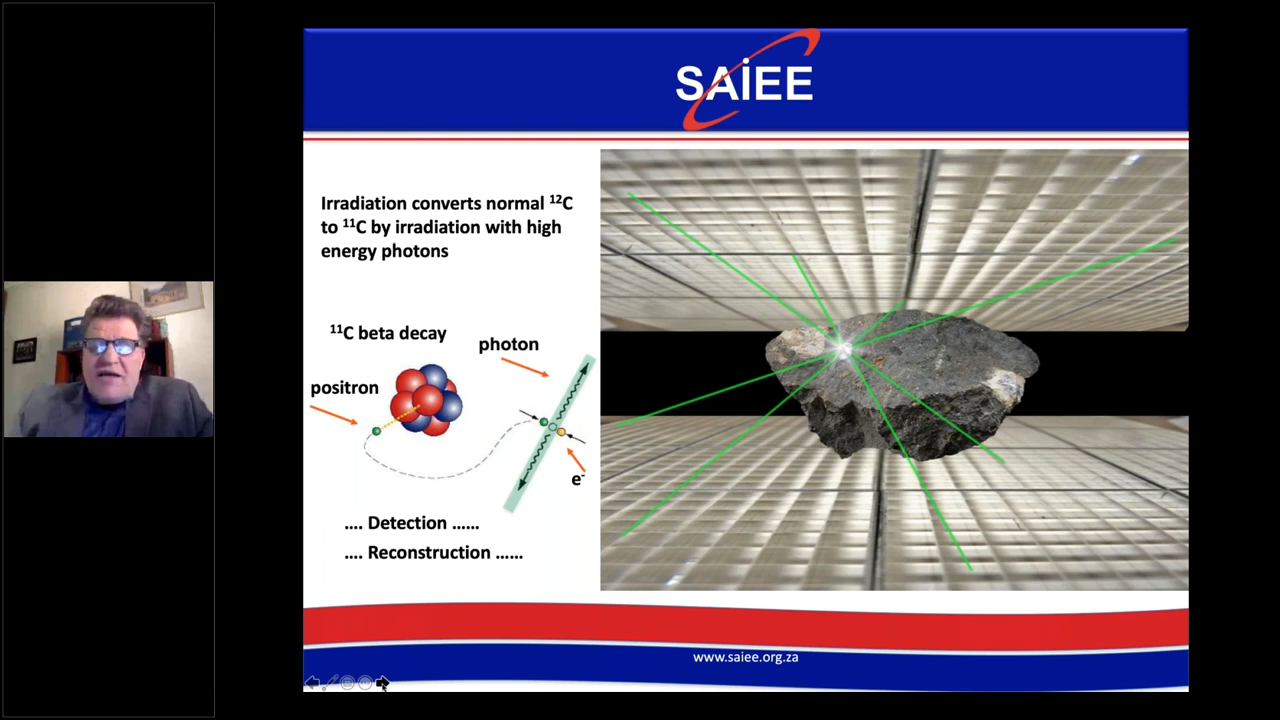 SAiEE
Irradiation converts normal ¹²C
to ¹¹C by irradiation with high
energy photons
¹¹C beta decay
photon
positron
e⁻
.... Detection ......
.... Reconstruction ......
www.saiee.org.za